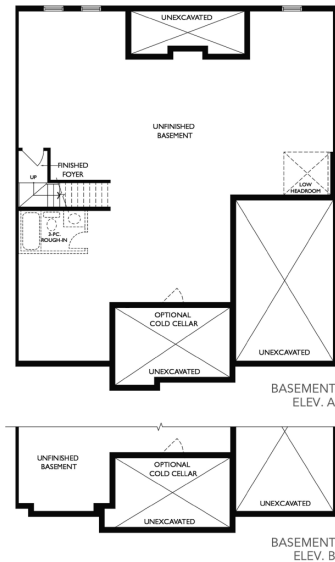 UNEXCAVATED
UNFINISHED
BASEMENT
FINISHED
FOYER
UP
LOW
HEADROOM
3-PC.
ROUGH-IN
OPTIONAL
COLD CELLAR
UNEXCAVATED
UNEXCAVATED
BASEMENT
ELEV. A
UNFINISHED
BASEMENT
OPTIONAL
COLD CELLAR
UNEXCAVATED
UNEXCAVATED
BASEMENT
ELEV. B